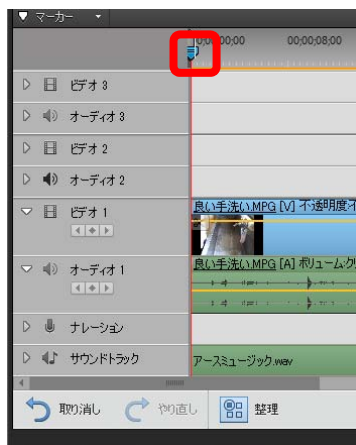 マーカー
0;00;00;00 00;00;08;00
ビデオ 3
オーディオ 3
ビデオ 2
オーディオ 2
ビデオ 1
良い手洗い.MPG [V] 不透明度:不
オーディオ 1
良い手洗い.MPG [A] ボリューム:ク
ナレーション
サウンドトラック
アースミュージック.wav
取り消し やり直し 整理